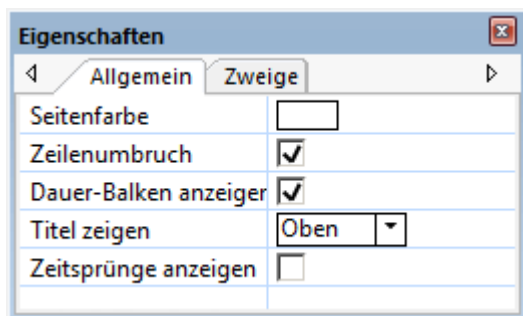 Eigenschaften
Allgemein Zweige
Seitenfarbe
Zeilenumbruch
Dauer-Balken anzeiger
Titel zeigen Oben
Zeitsprünge anzeigen